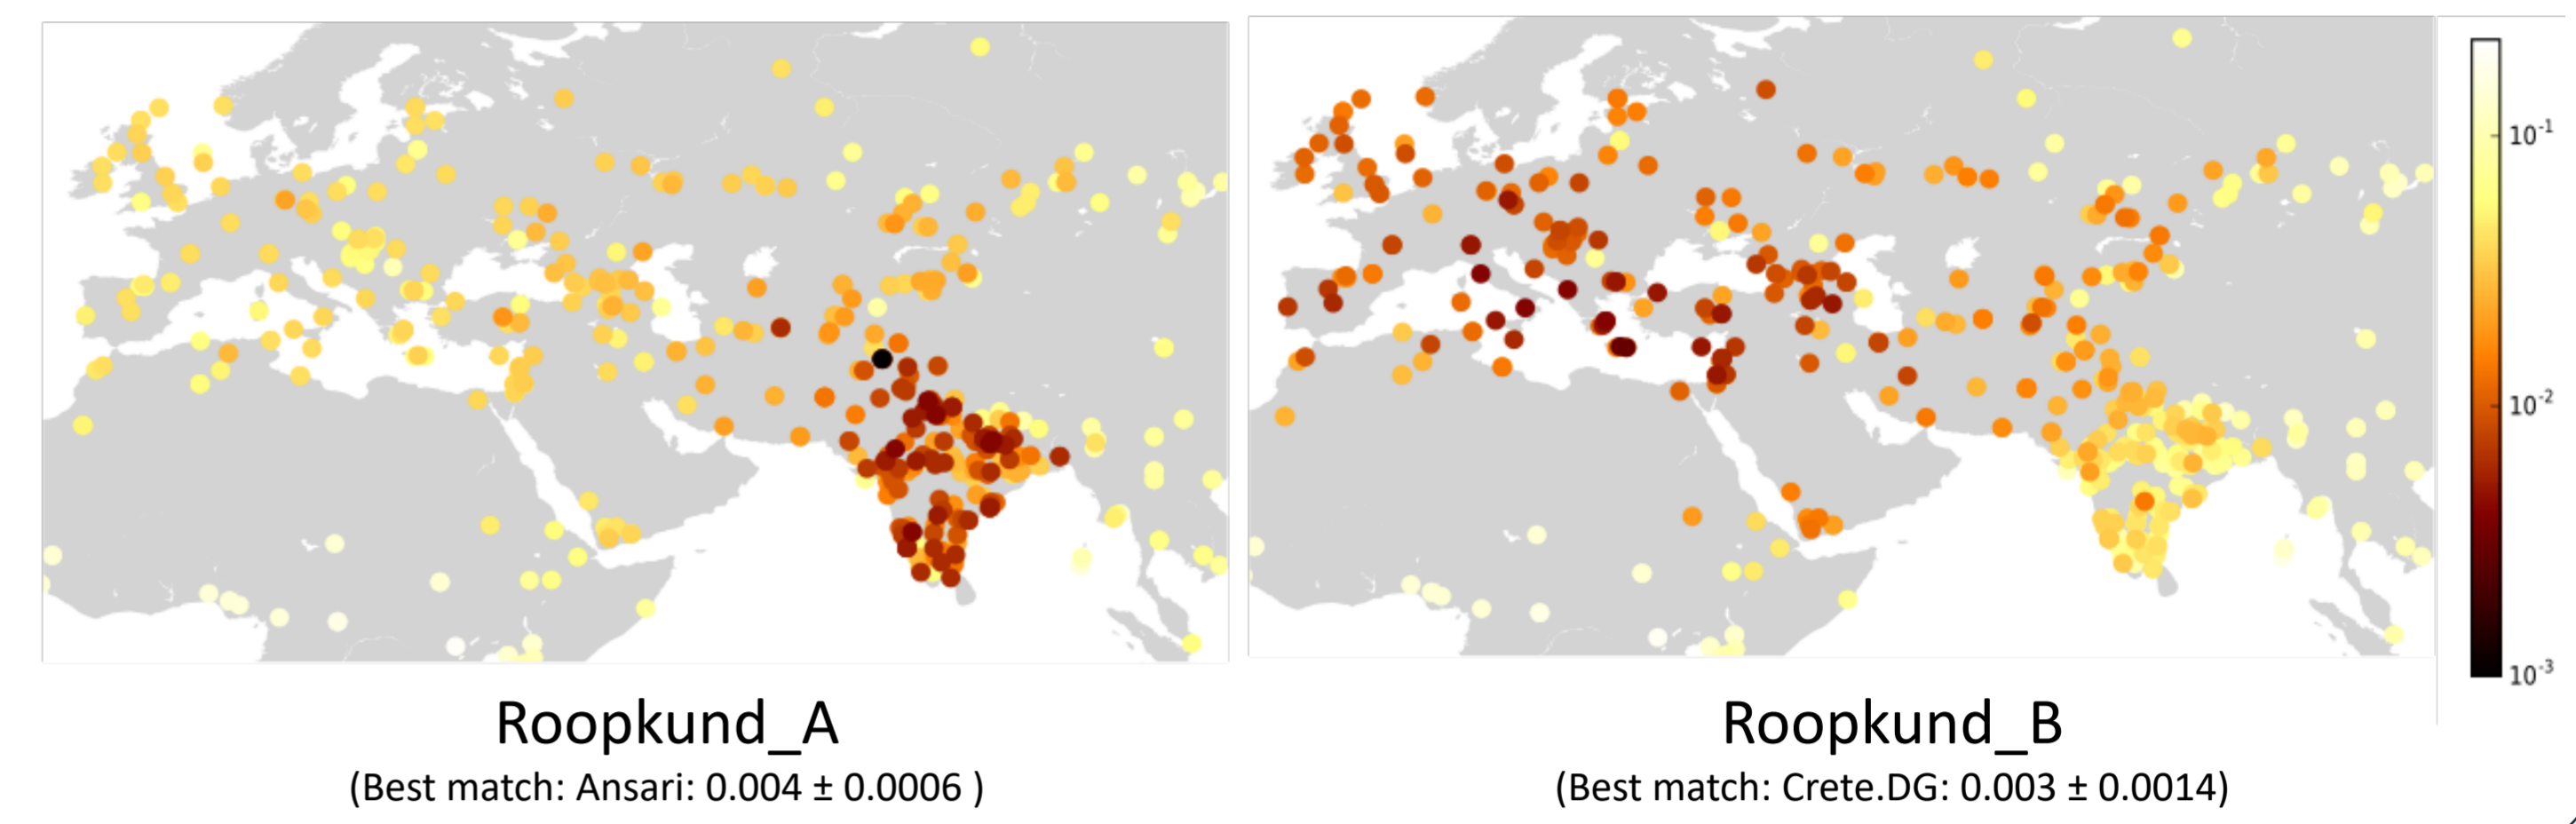 10-1
10-2
10-3
Roopkund_A
(Best match: Ansari: 0.004 ± 0.0006 )
Roopkund_B
(Best match: Crete.DG: 0.003 ± 0.0014)